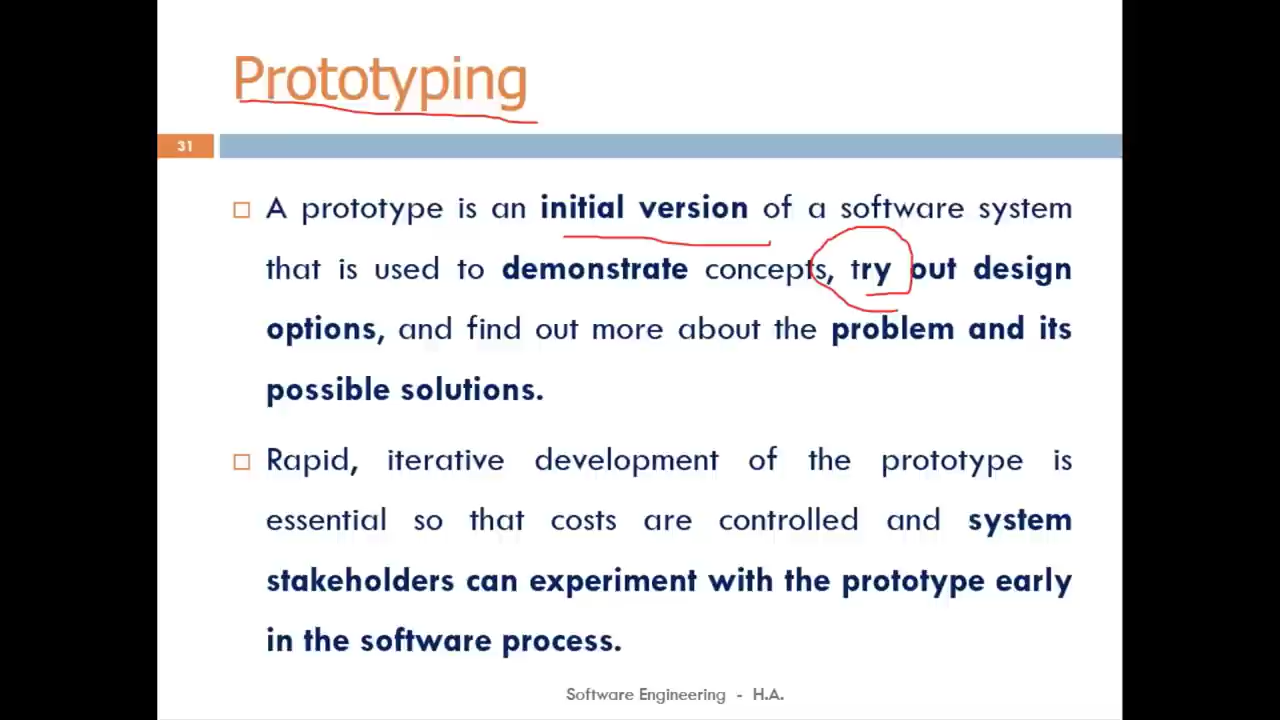 Prototyping
31
A prototype is an initial version of a software system
that is used to demonstrate concepts, try out design
options, and find out more about the problem and its
possible solutions.
Rapid, iterative development of the prototype is
essential so that costs are controlled and system
stakeholders can experiment with the prototype early
in the software process.
Software Engineering - H.A.